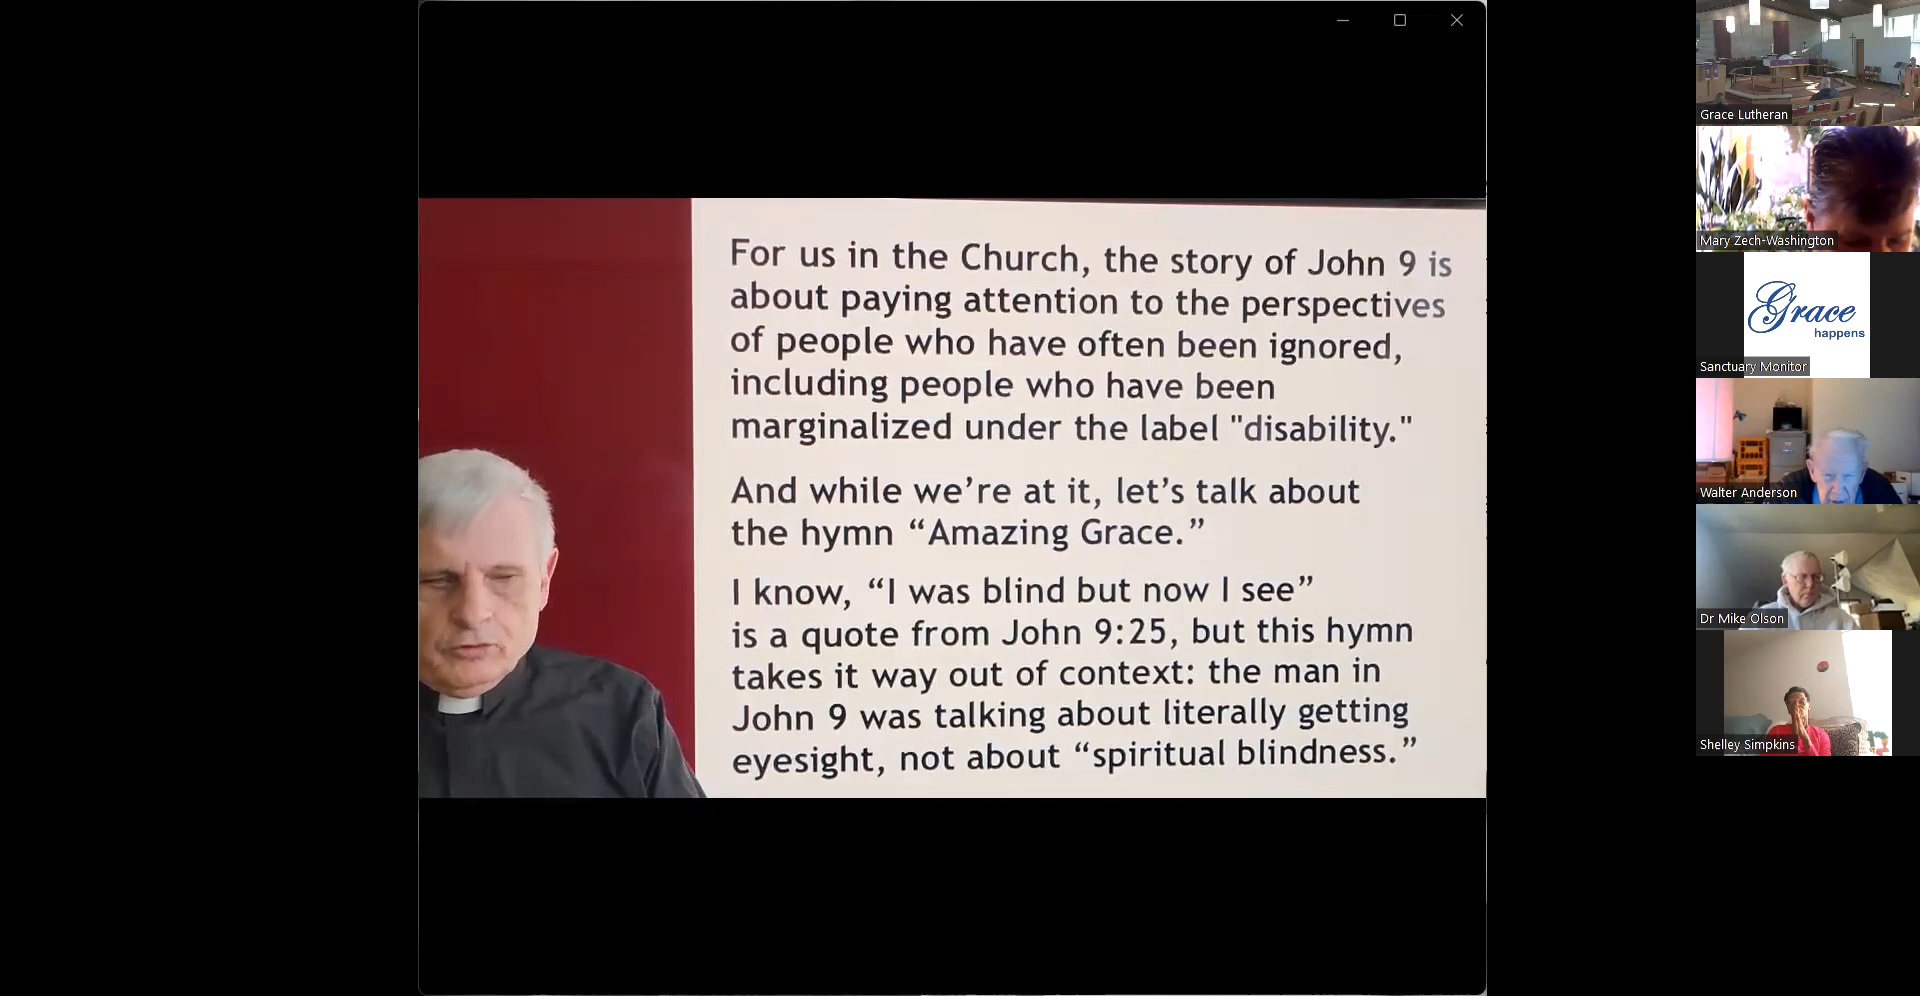 For us in the Church, the story of John 9 is
about paying attention to the perspectives
of people who have often been ignored,
including people who have been
marginalized under the label "disability."
And while we’re at it, let’s talk about
the hymn “Amazing Grace.”
I know, “I was blind but now I see”
is a quote from John 9:25, but this hymn
takes it way out of context: the man in
John 9 was talking about literally getting
eyesight, not about “spiritual blindness.”
Grace Lutheran
Mary Zech-Washington
Grace
happens
Sanctuary Monitor
Walter Anderson
Dr Mike Olson
Shelley Simpkins